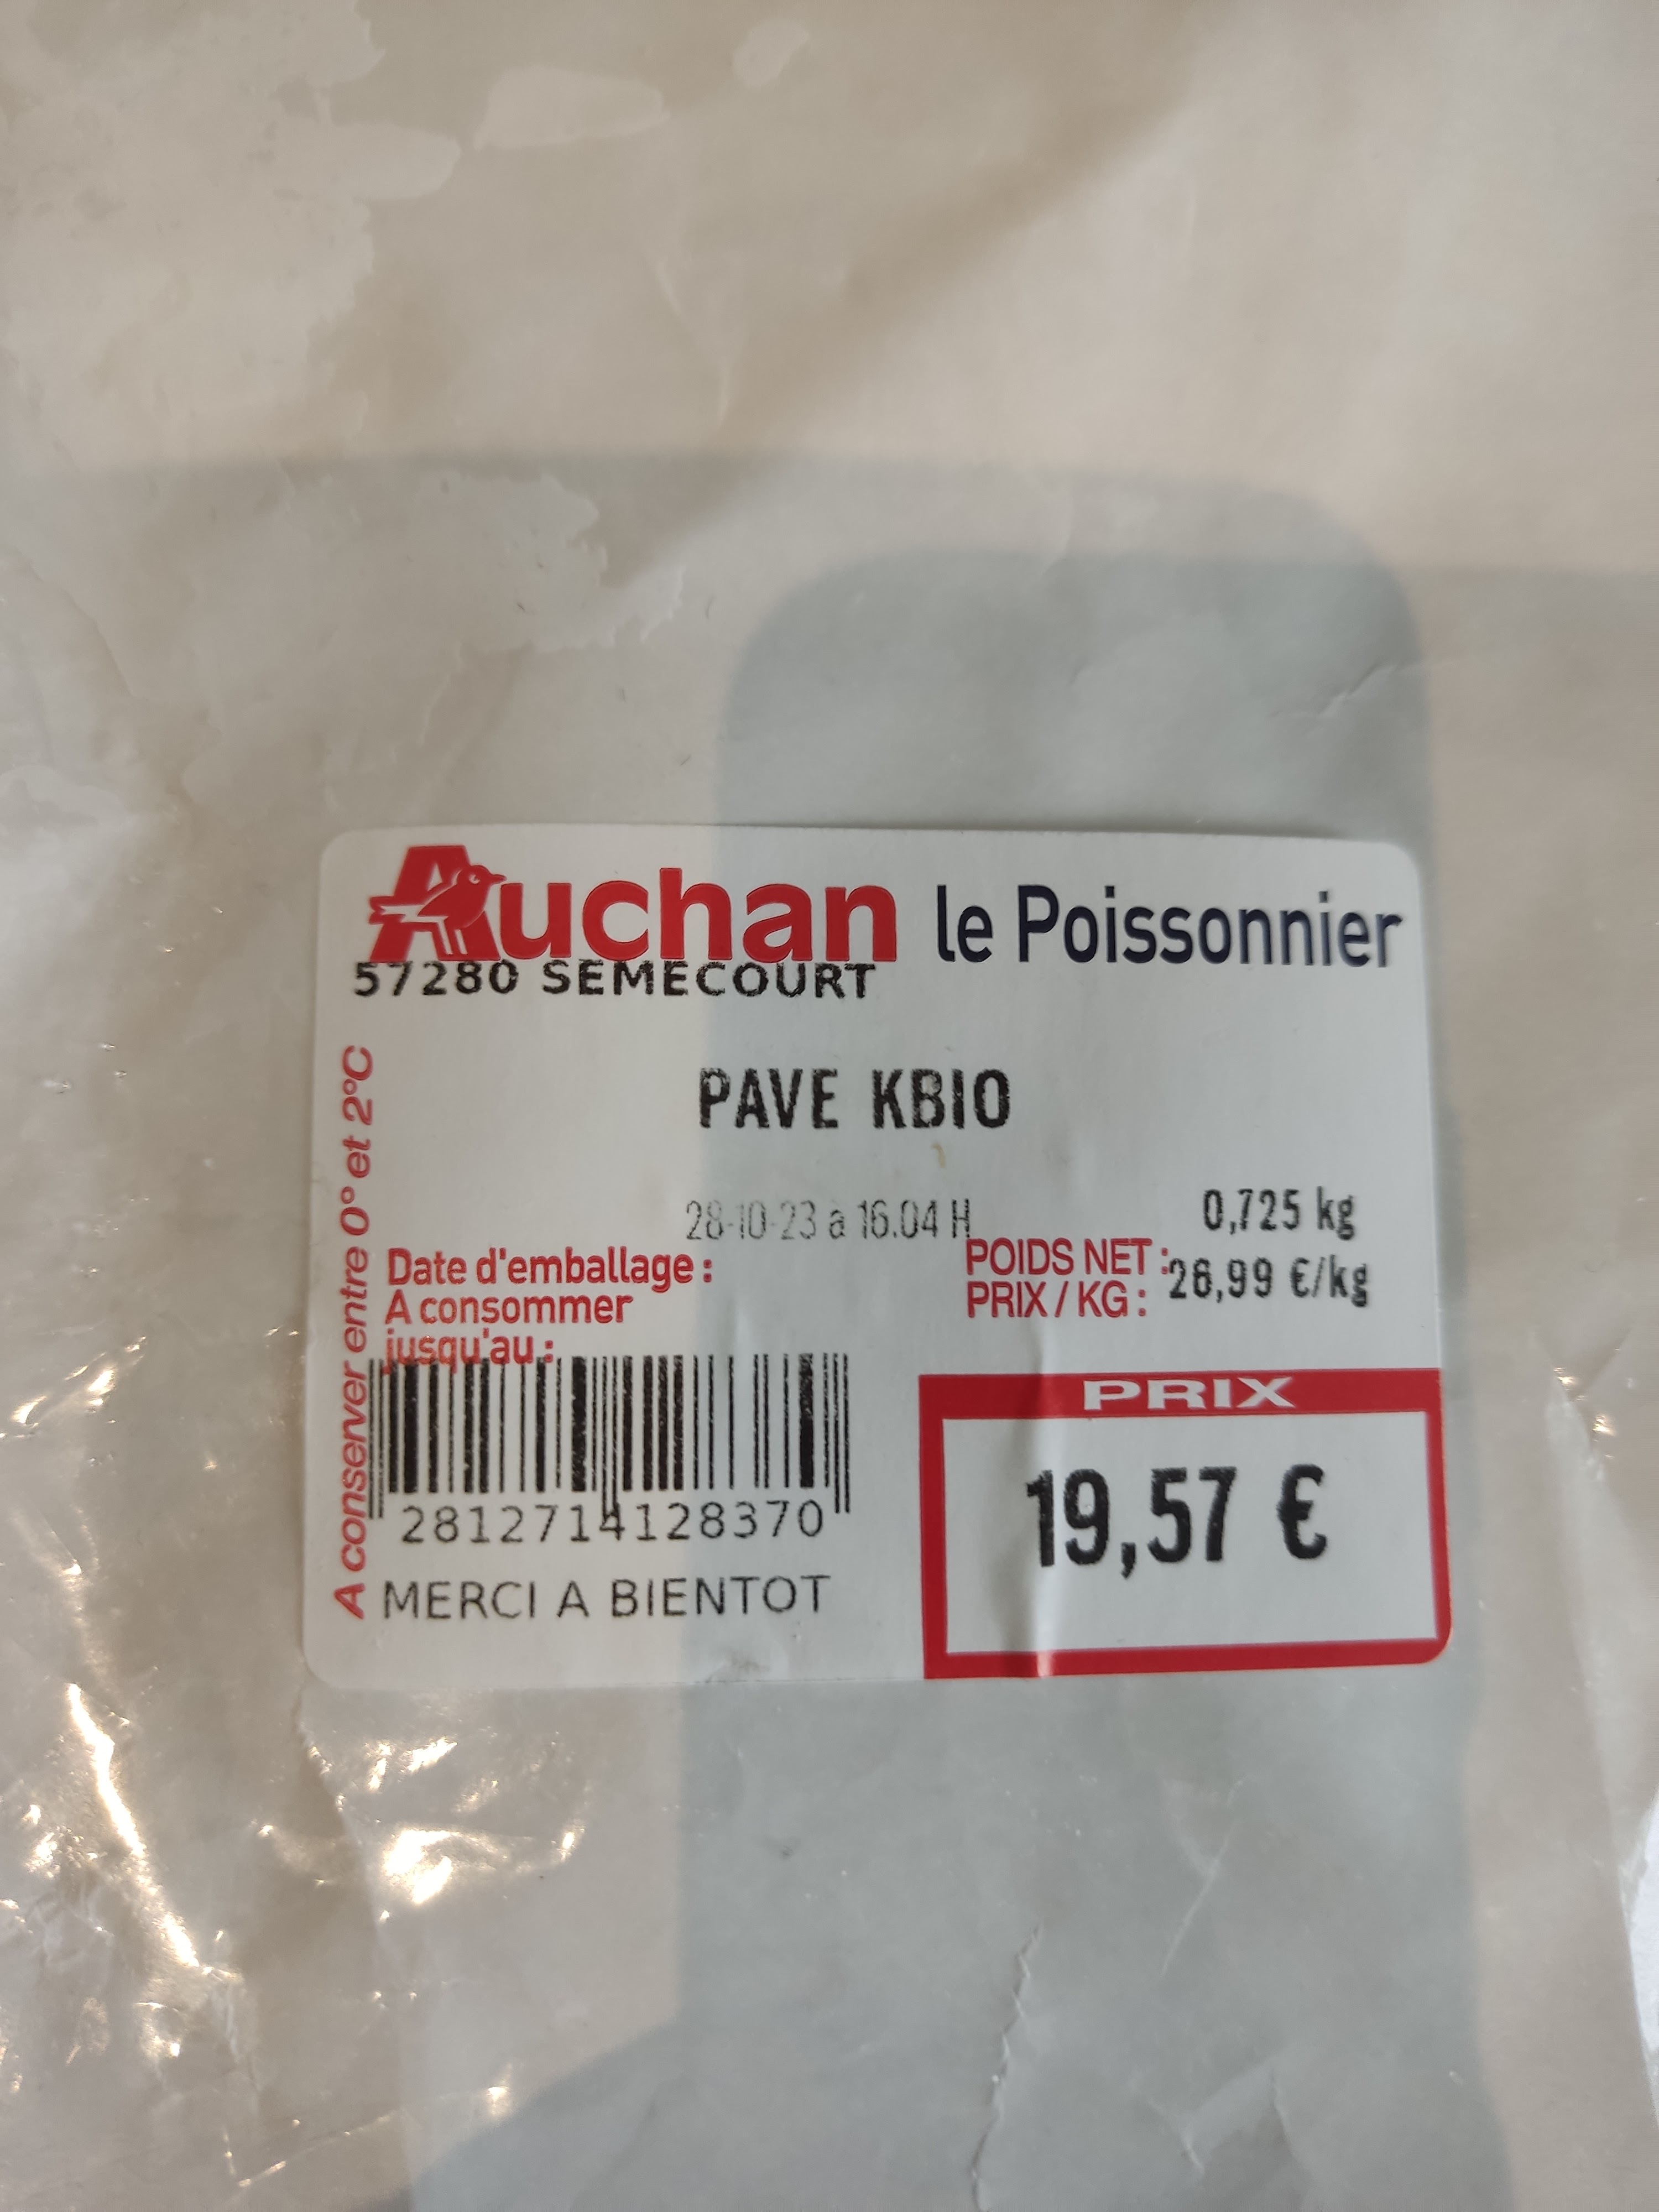 Auchan le Poissonnier
57280 SEMECOURT
A conserver entre 0° et 2°C
PAVE KBIO
28-10-23 a 16.04 H
0,725 kg
Date d'emballage :
POIDS NET :
26,99 €/kg
A consommer
PRIX / KG :
jusqu'au :
PRIX
19,57 €
2812714128370
MERCI A BIENTOT